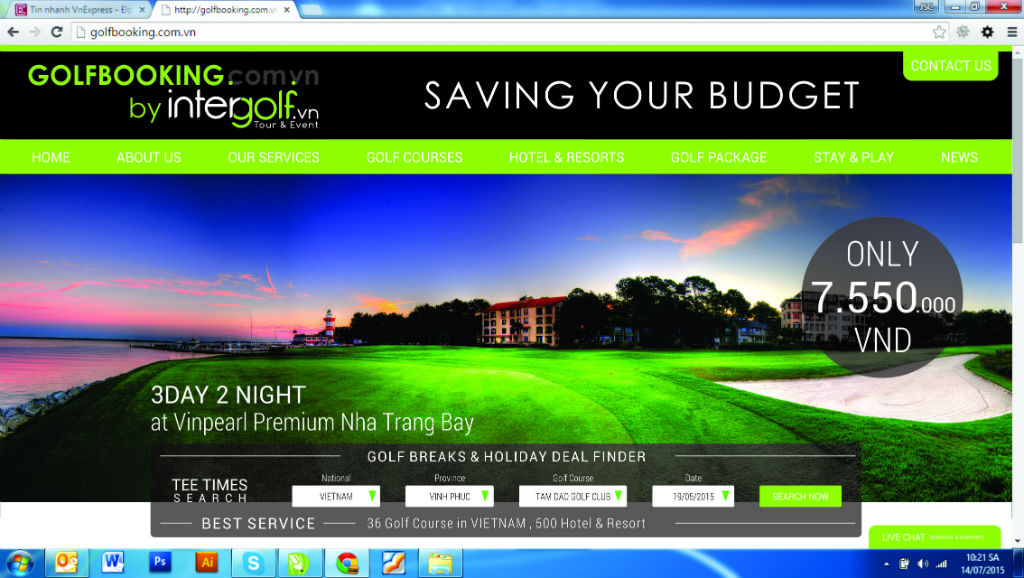 Tin nhanh VnExpress - Đọ
http://golfbooking.com.vn
golfbooking.com.vn
GOLFBOOKING.com.vn
by intergolf.vn
Tour & Event
SAVING YOUR BUDGET
CONTACT US
HOME ABOUT US OUR SERVICES GOLF COURSES HOTEL & RESORTS GOLF PACKAGE STAY & PLAY NEWS
ONLY
7.550.000
VND
3DAY 2 NIGHT
at Vinpearl Premium Nha Trang Bay
GOLF BREAKS & HOLIDAY DEAL FINDER
TEE TIMES
SEARCH
National Province Golf Course Date
VIETNAM VINH PHUC TAM DAO GOLF CLUB 19/05/2015 SEARCH NOW
BEST SERVICE 36 Golf Course in VIETNAM , 500 Hotel & Resort
LIVE CHAT
Ps Ai
10:21 SA
14/07/2015